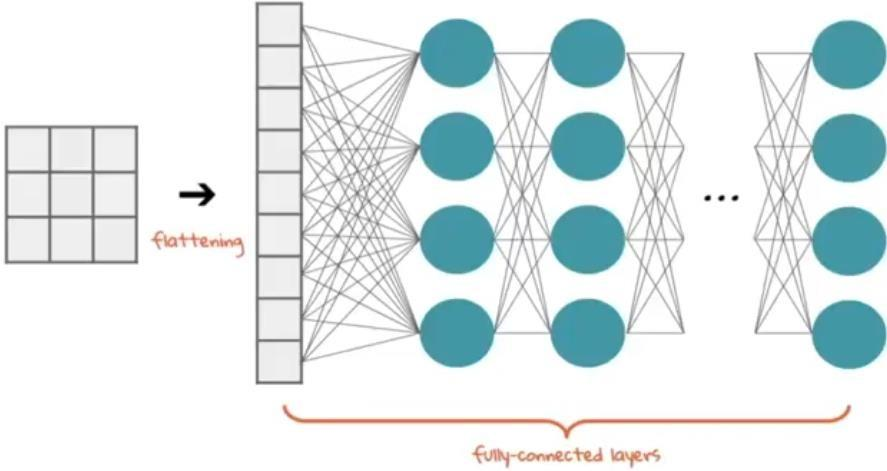 flattening
...
fully-connected layers